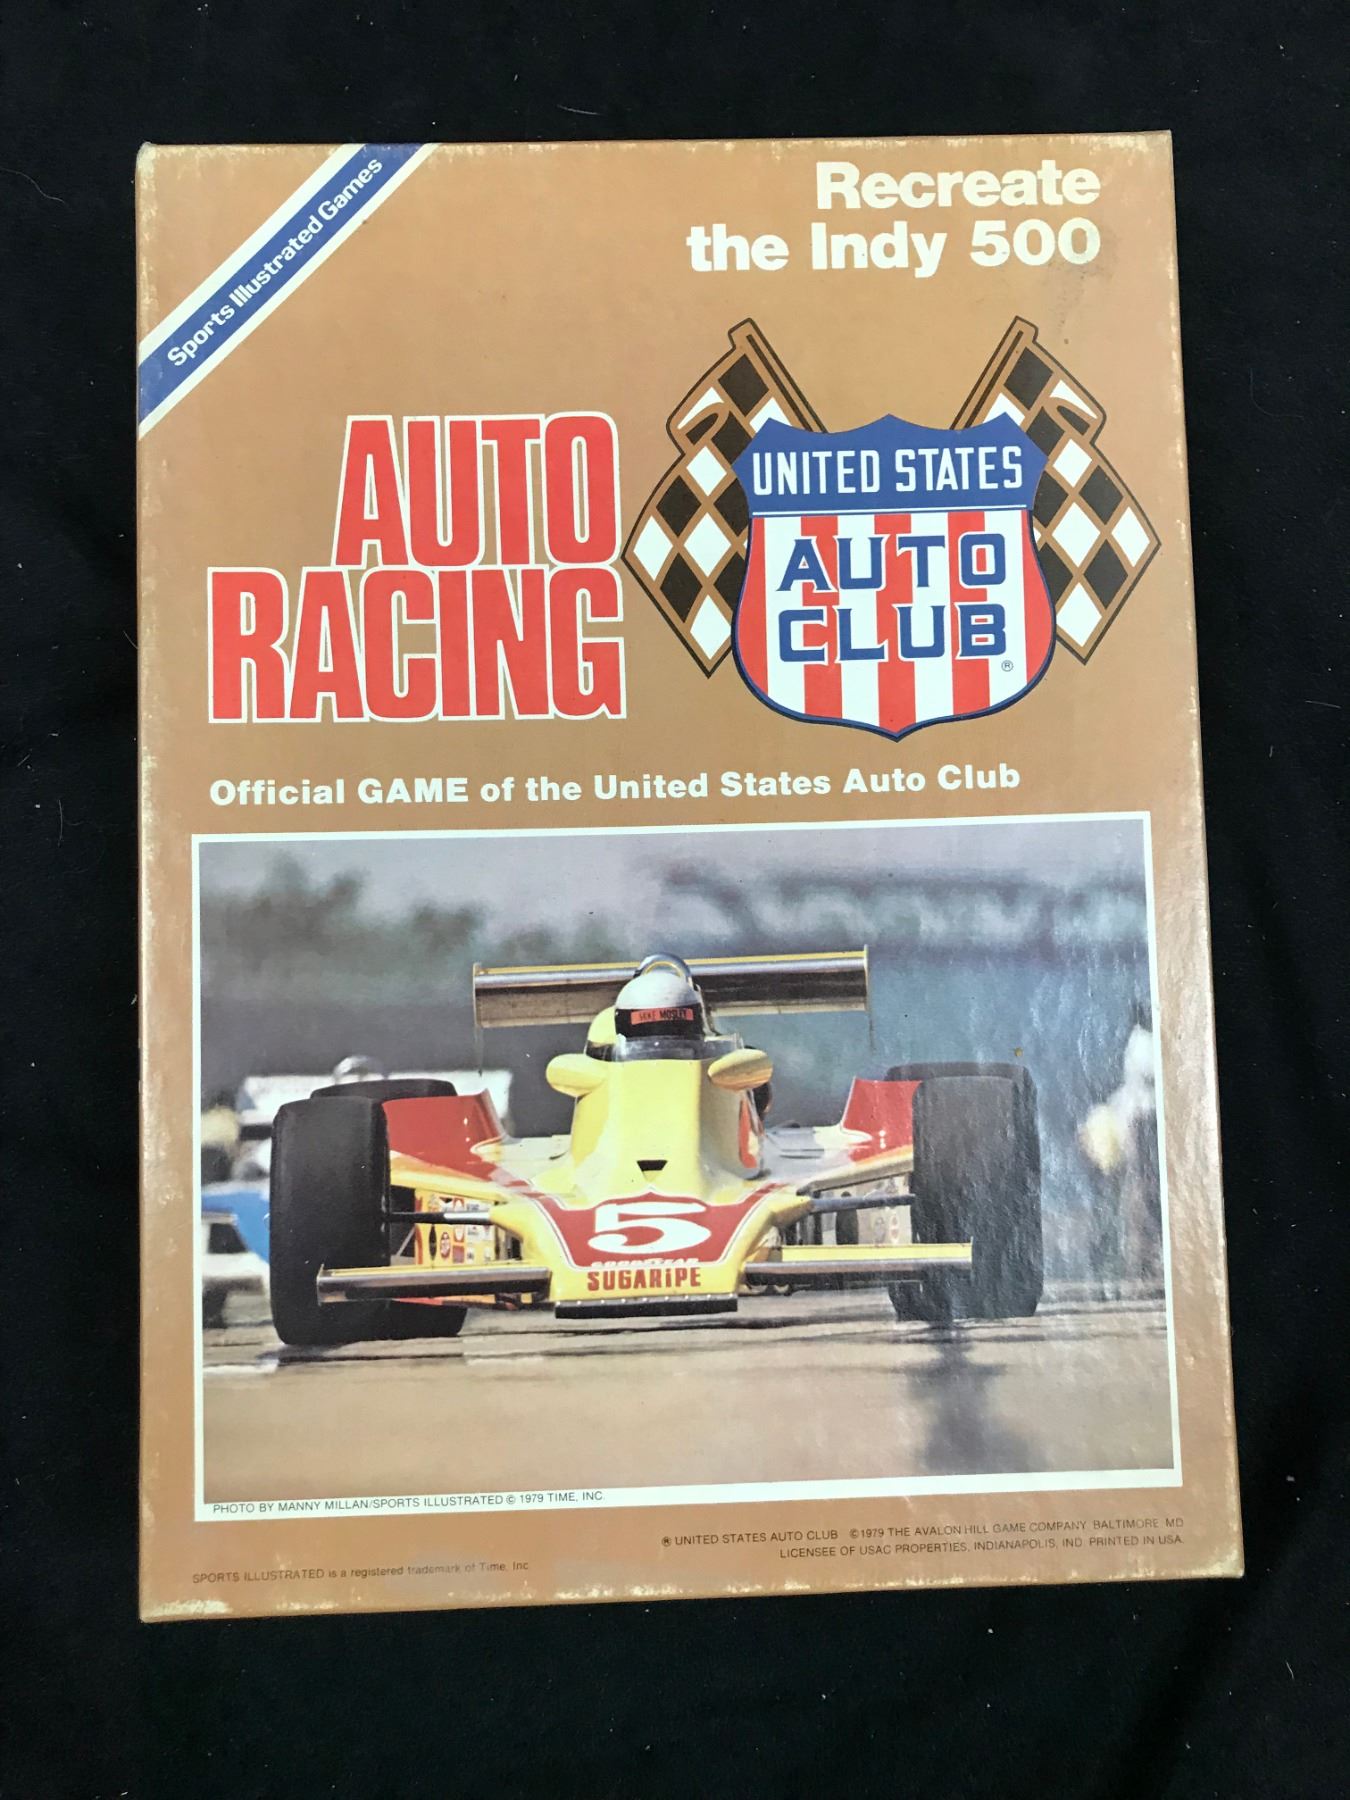 Sports Illustrated Games
Recreate
the Indy 500
AUTO
RACING
UNITED STATES
AUTO
CLUB
®
Official GAME of the United States Auto Club
MIKE MOSLEY
5
GOODYEAR
SUGARIPE
PHOTO BY MANNY MILLAN/SPORTS ILLUSTRATED © 1979 TIME, INC.
® UNITED STATES AUTO CLUB ©1979 THE AVALON HILL GAME COMPANY BALTIMORE MD
LICENSEE OF USAC PROPERTIES, INDIANAPOLIS, IND. PRINTED IN USA.
SPORTS ILLUSTRATED is a registered trademark of Time, Inc.